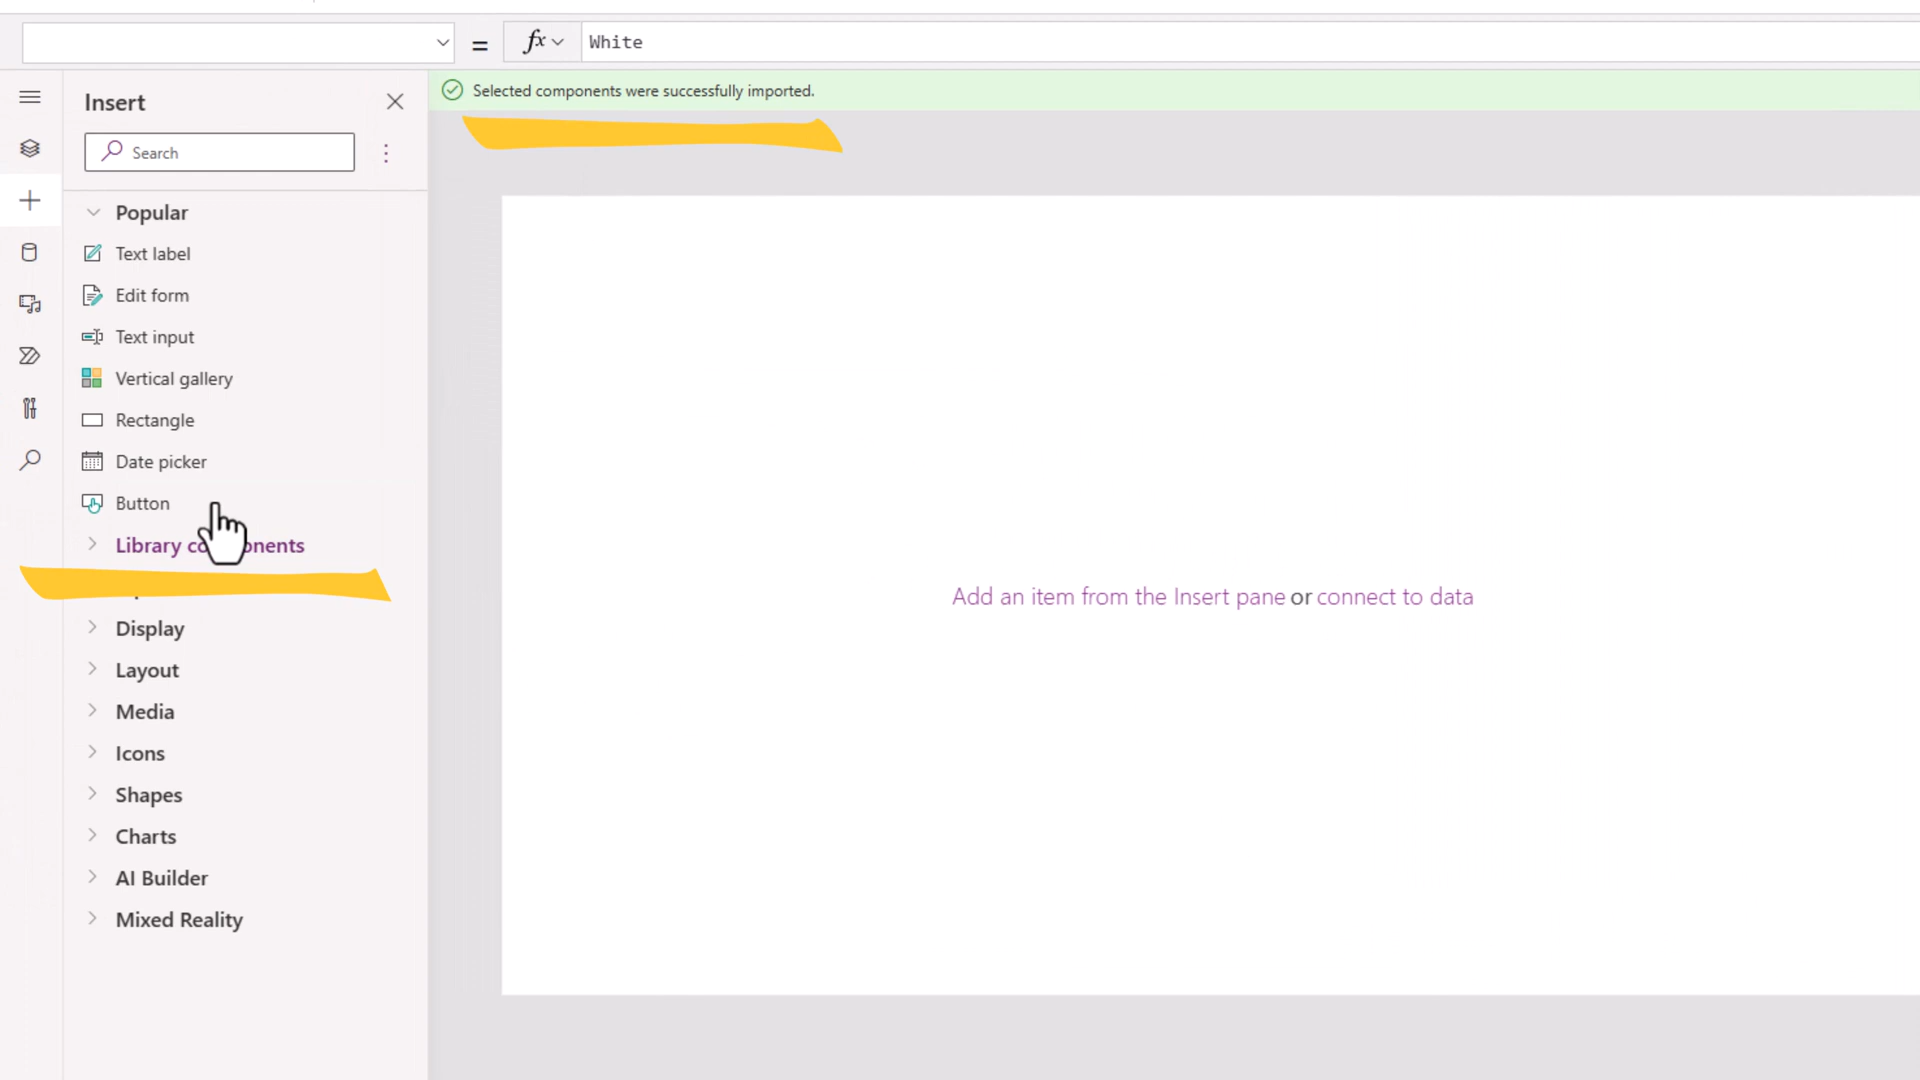 = fx White
Insert
Selected components were successfully imported.
Search
Popular
Text label
Edit form
Text input
Vertical gallery
Rectangle
Date picker
Button
Library
Display
Layout
Media
Icons
Shapes
Charts
AI Builder
Mixed Reality
Add an item from the Insert pane or connect to data